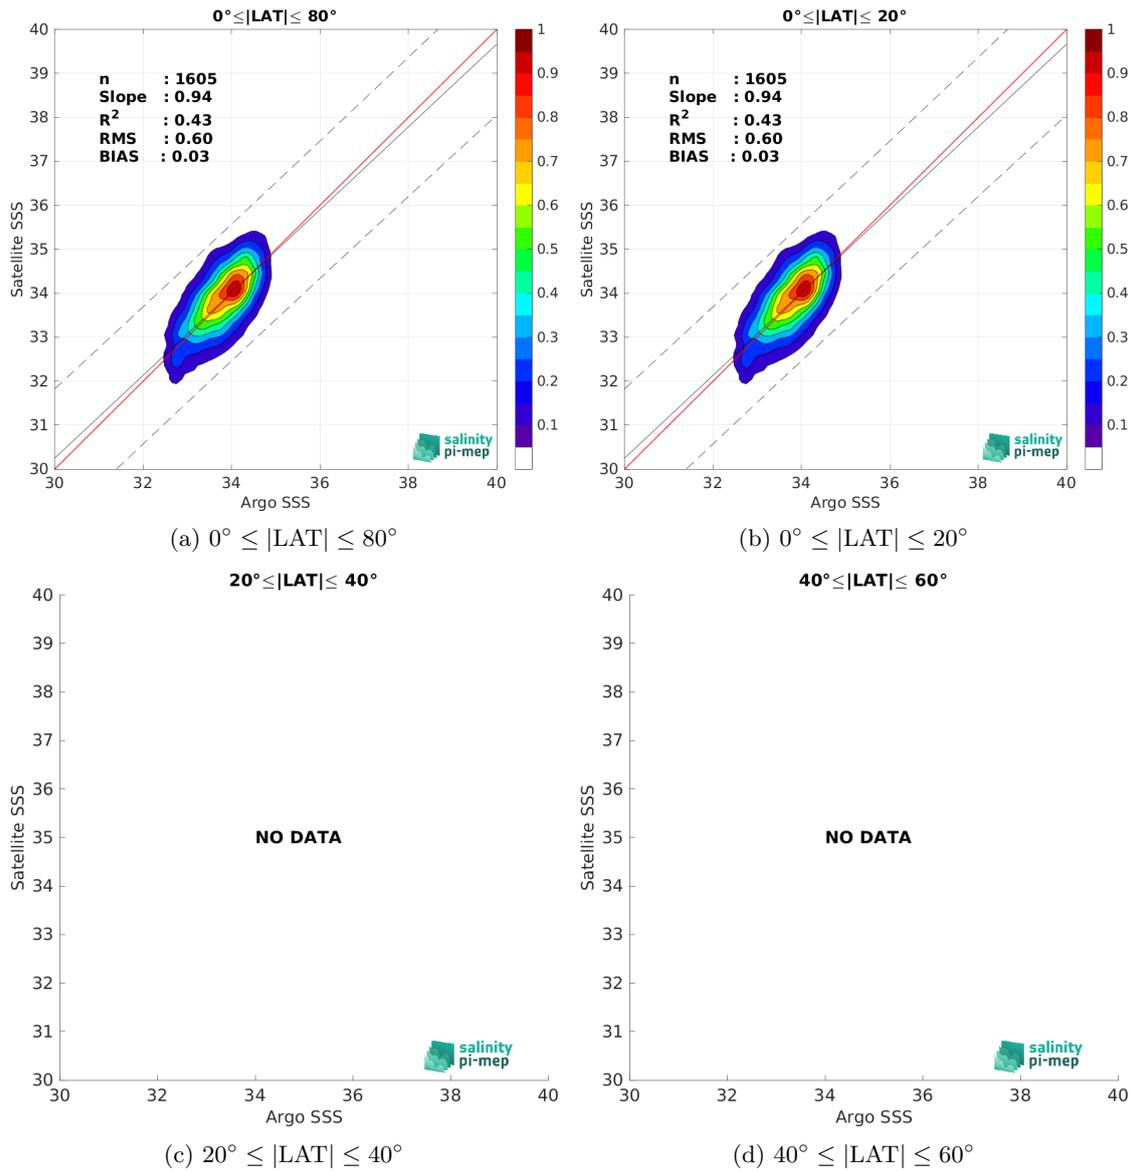 0°≤|LAT|≤ 80°
40
39
38
37
36
35
34
33
32
31
30
n : 1605
Slope : 0.94
R² : 0.43
RMS : 0.60
BIAS : 0.03
Satellite SSS
30 32 34 36 38 40
Argo SSS
salinity
pi-mep
1
0.9
0.8
0.7
0.6
0.5
0.4
0.3
0.2
0.1
(a) 0° ≤ |LAT| ≤ 80°
0°≤|LAT|≤ 20°
40
39
38
37
36
35
34
33
32
31
30
n : 1605
Slope : 0.94
R² : 0.43
RMS : 0.60
BIAS : 0.03
Satellite SSS
30 32 34 36 38 40
Argo SSS
salinity
pi-mep
1
0.9
0.8
0.7
0.6
0.5
0.4
0.3
0.2
0.1
(b) 0° ≤ |LAT| ≤ 20°
20°≤|LAT|≤ 40°
40
39
38
37
36
35
34
33
32
31
30
Satellite SSS
NO DATA
salinity
pi-mep
30 32 34 36 38 40
Argo SSS
(c) 20° ≤ |LAT| ≤ 40°
40°≤|LAT|≤ 60°
40
39
38
37
36
35
34
33
32
31
30
Satellite SSS
NO DATA
salinity
pi-mep
30 32 34 36 38 40
Argo SSS
(d) 40° ≤ |LAT| ≤ 60°